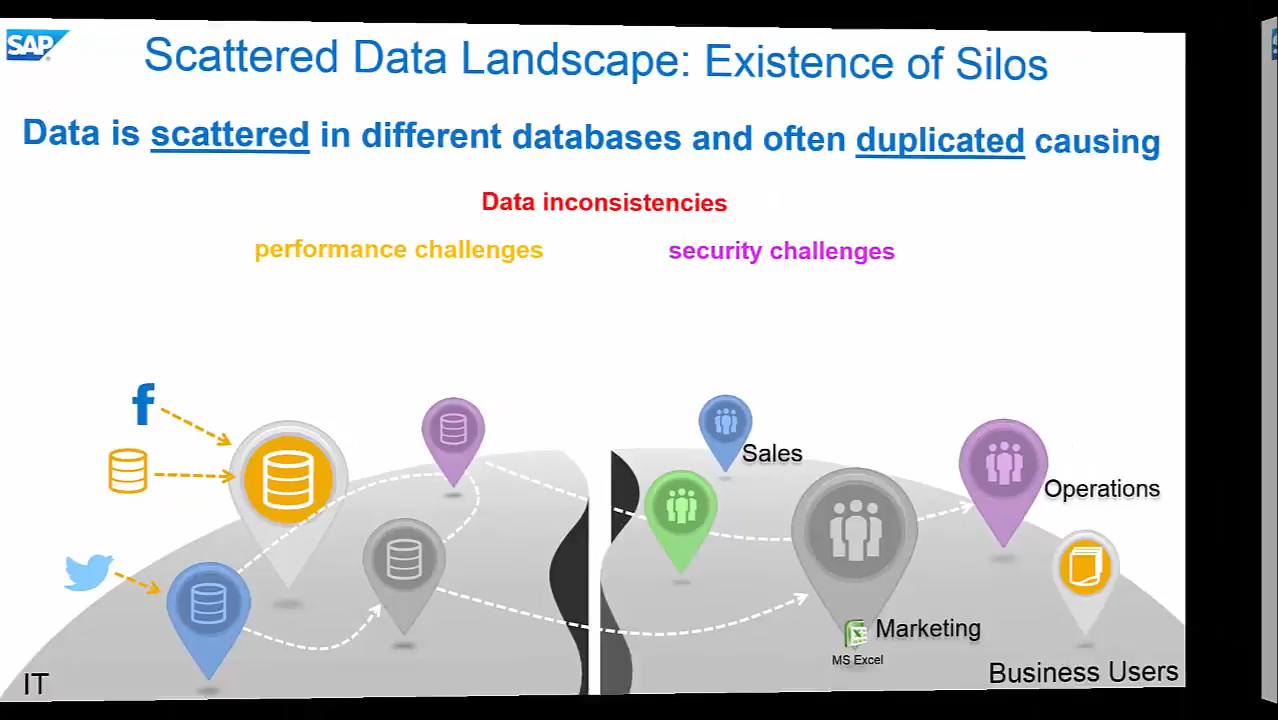 SAP
Scattered Data Landscape: Existence of Silos
Data is scattered in different databases and often duplicated causing
Data inconsistencies
performance challenges
security challenges
Sales
Operations
Marketing
MS Excel
IT
Business Users